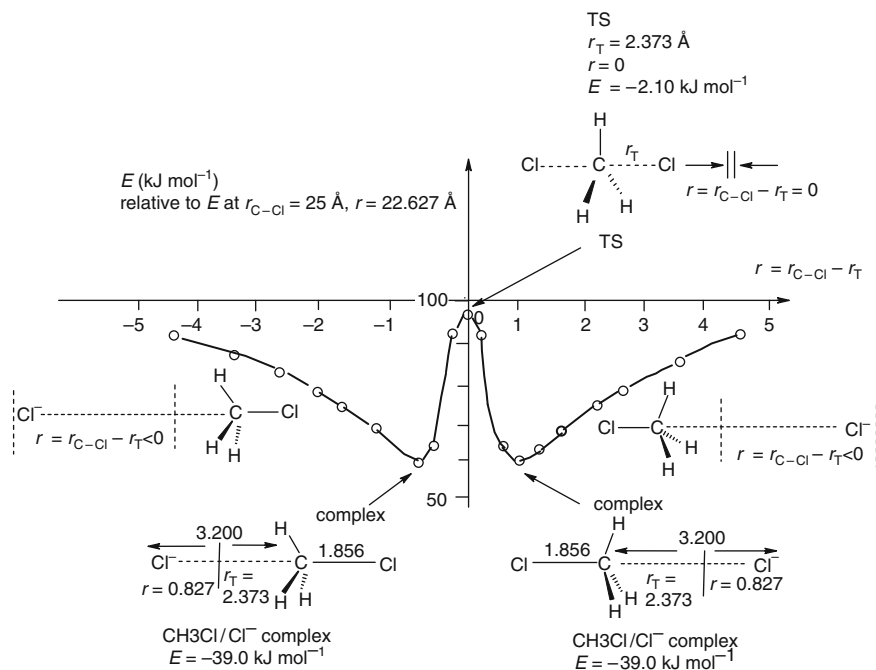 TS
r_T = 2.373 Å
r = 0
E = −2.10 kJ mol⁻¹
H
Cl C r_T Cl
H H
r = r_C−Cl − r_T = 0
E (kJ mol⁻¹)
relative to E at r_C−Cl = 25 Å, r = 22.627 Å
TS
100
r = r_C−Cl − r_T
−5 −4 −3 −2 −1 0 1 2 3 4 5
H
Cl⁻ C Cl
H H
r = r_C−Cl − r_T<0
H
Cl C Cl⁻
H H
r = r_C−Cl − r_T<0
50
complex
complex
3.200
H
Cl⁻ C 1.856 Cl
H H
r = 0.827
r_T =
2.373
CH3Cl/Cl⁻ complex
E = −39.0 kJ mol⁻¹
H
3.200
Cl 1.856 C Cl⁻
H H
r_T =
2.373
r = 0.827
CH3Cl/Cl⁻ complex
E = −39.0 kJ mol⁻¹